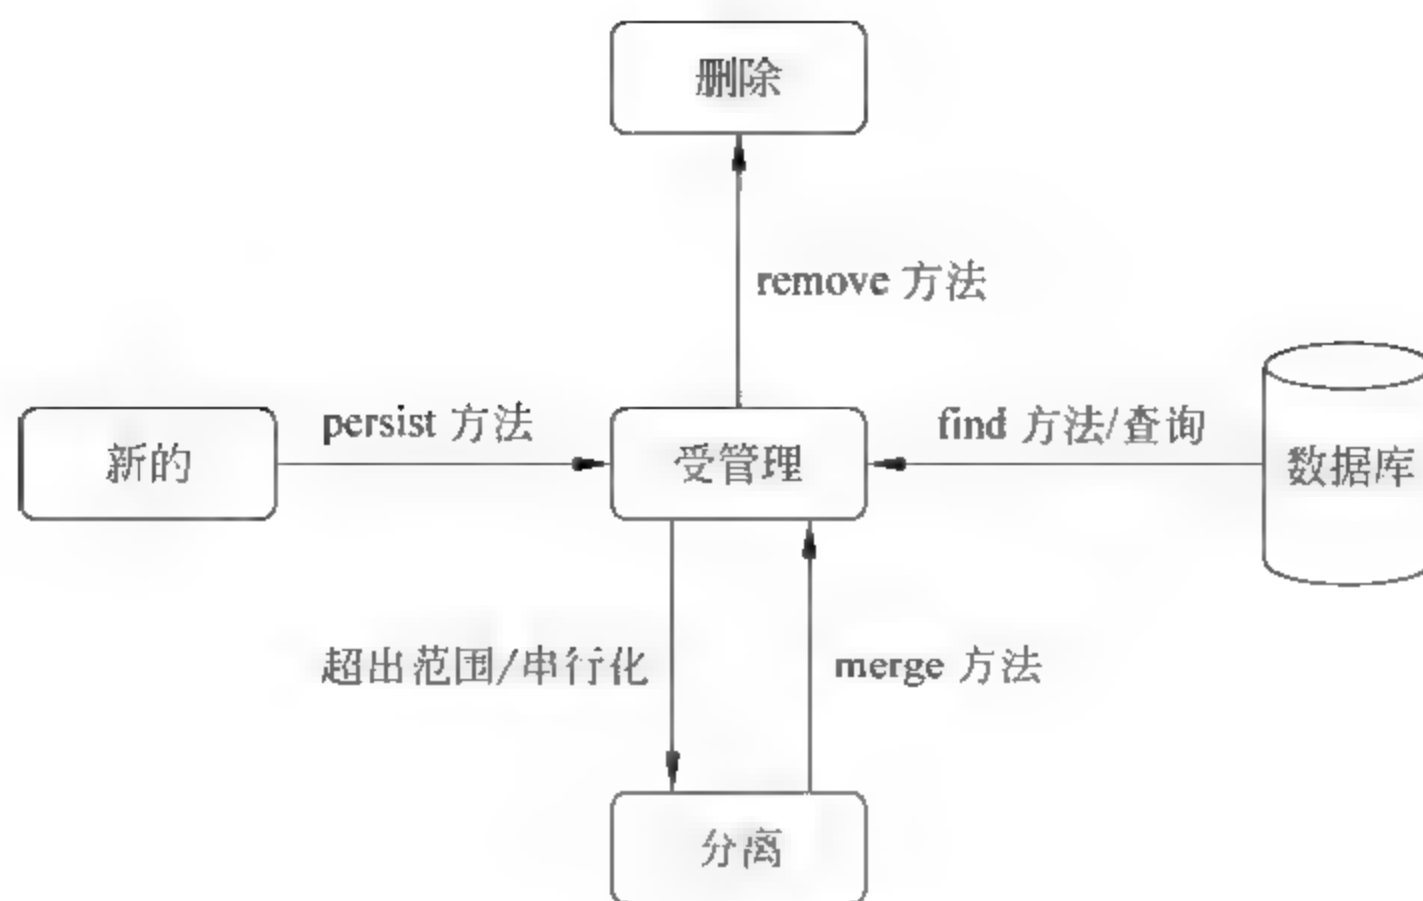 删除
remove 方法
persist 方法
find 方法/查询
新的
受管理
数据库
超出范围/串行化
merge 方法
分离